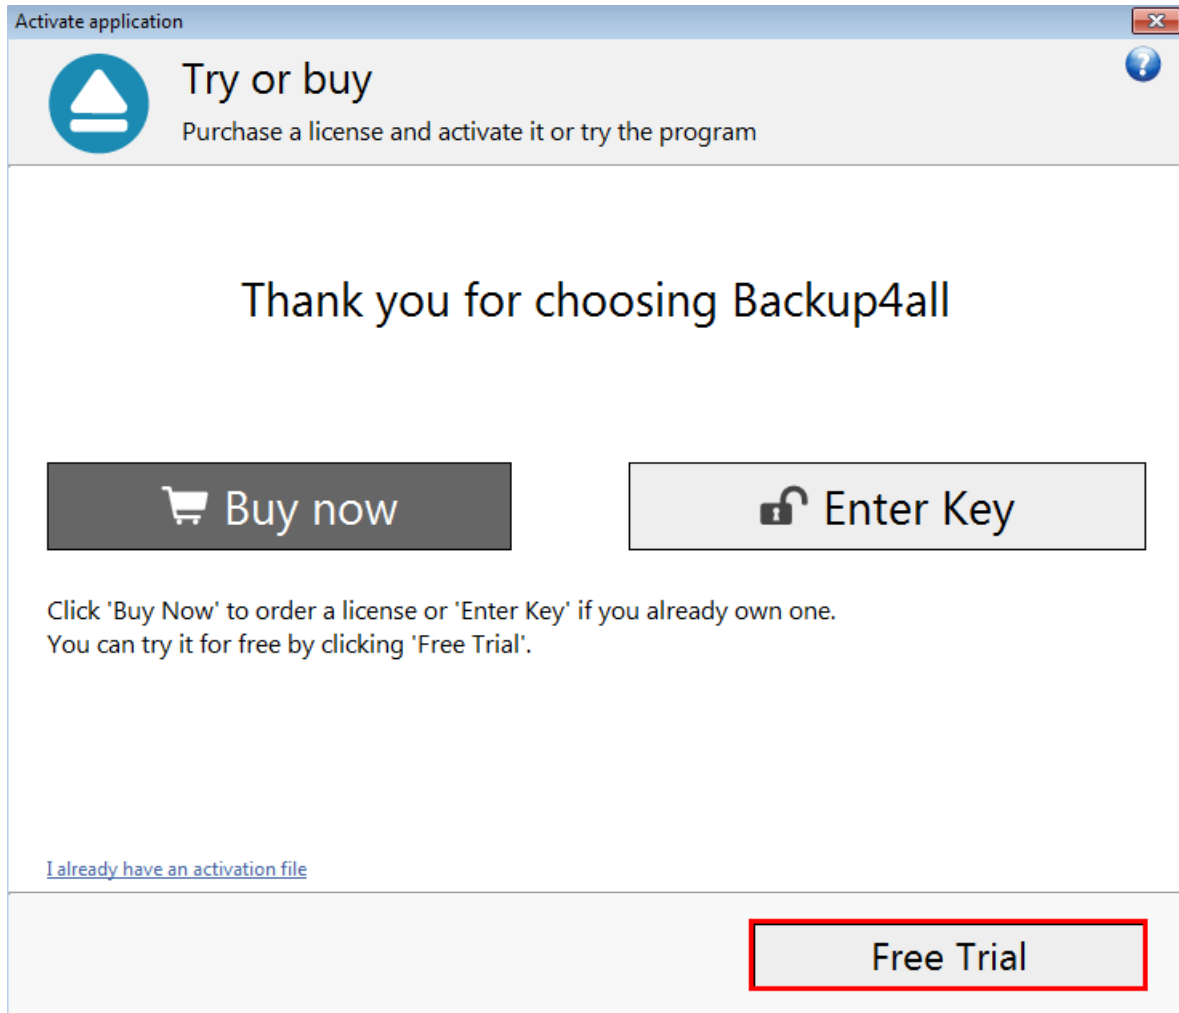 Activate application
Try or buy
Purchase a license and activate it or try the program
Thank you for choosing Backup4all
Buy now
Enter Key
Click 'Buy Now' to order a license or 'Enter Key' if you already own one.
You can try it for free by clicking 'Free Trial'.
I already have an activation file
Free Trial